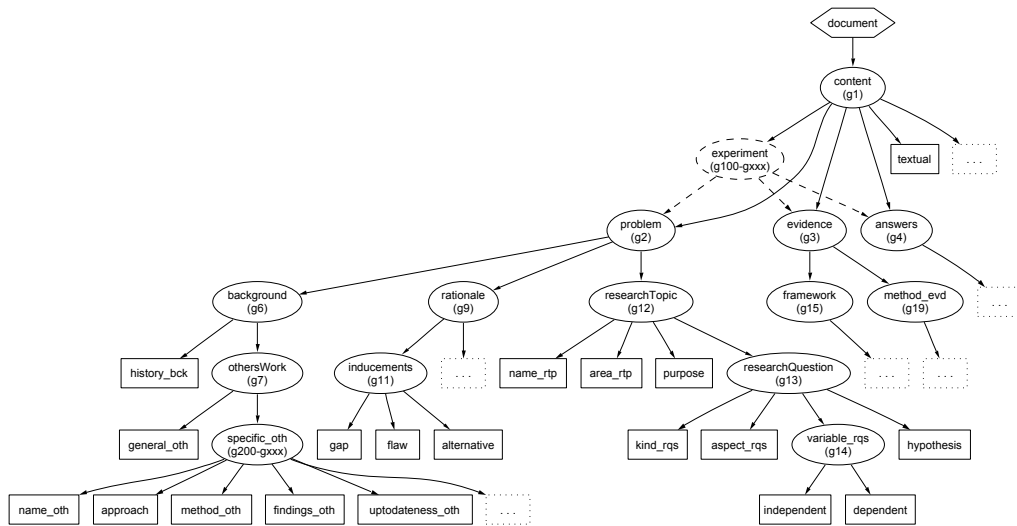 document
content
(g1)
experiment
(g100-gxxx)
textual
. . .
problem
(g2)
evidence
(g3)
answers
(g4)
background
(g6)
rationale
(g9)
researchTopic
(g12)
framework
(g15)
method_evd
(g19)
. . .
history_bck
othersWork
(g7)
inducements
(g11)
. . .
name_rtp
area_rtp
purpose
researchQuestion
(g13)
. . .
. . .
general_oth
specific_oth
(g200-gxxx)
gap
flaw
alternative
kind_rqs
aspect_rqs
variable_rqs
(g14)
hypothesis
name_oth
approach
method_oth
findings_oth
uptodateness_oth
. . .
independent
dependent